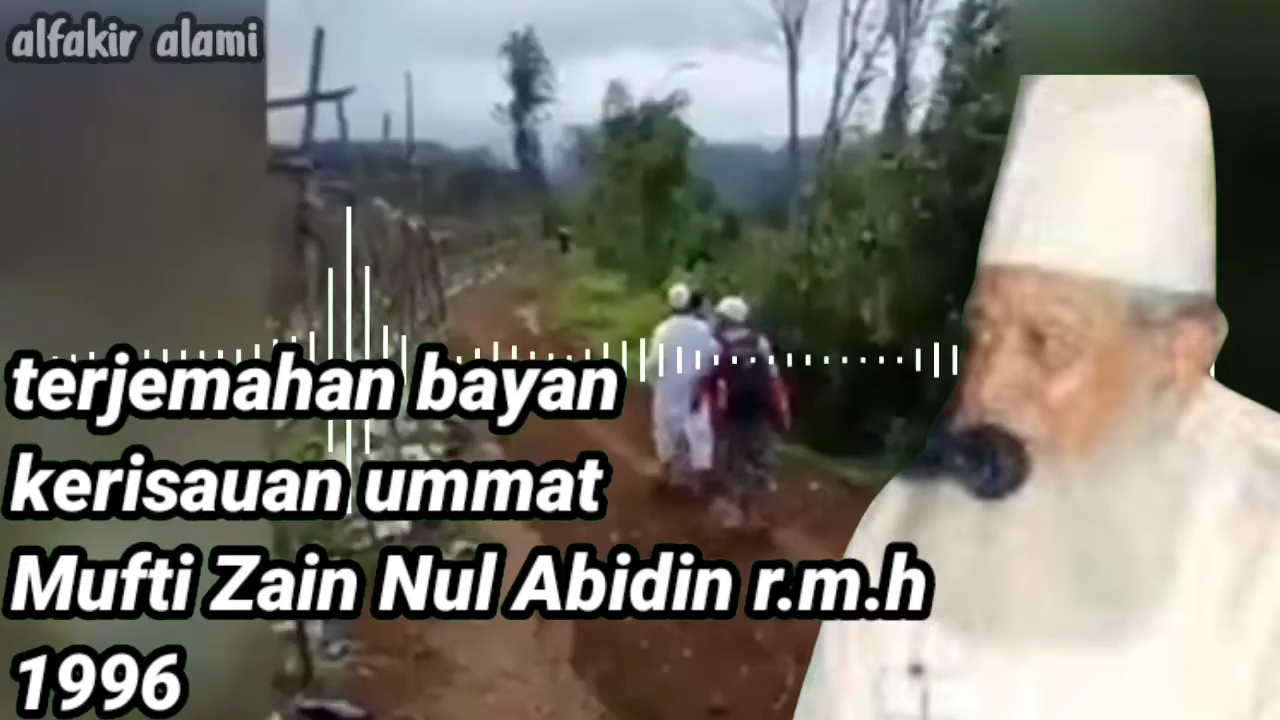 alfakir alami
terjemahan bayan
kerisauan ummat
Mufti Zain Nul Abidin r.m.h
1996